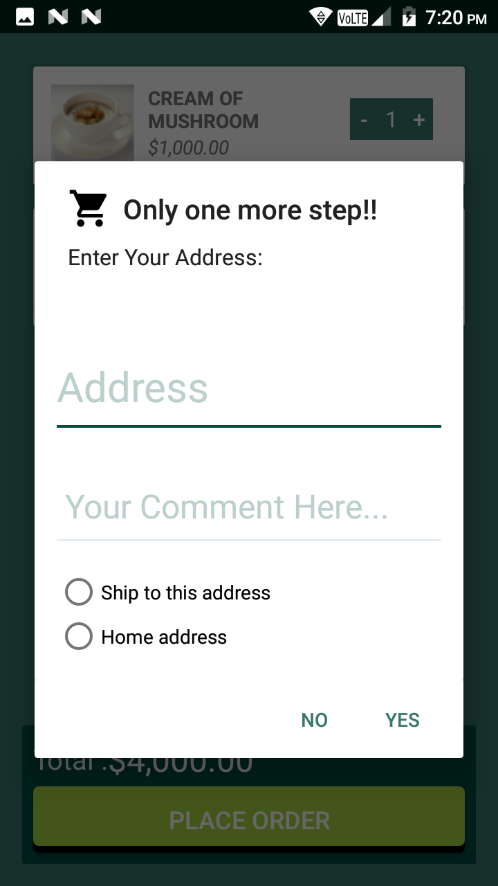 VoLTE 7:20 PM
CREAM OF
MUSHROOM
$1,000.00
- 1 +
Only one more step!!
Enter Your Address:
Address
Your Comment Here...
Ship to this address
Home address
NO YES
Total :$4,000.00
PLACE ORDER